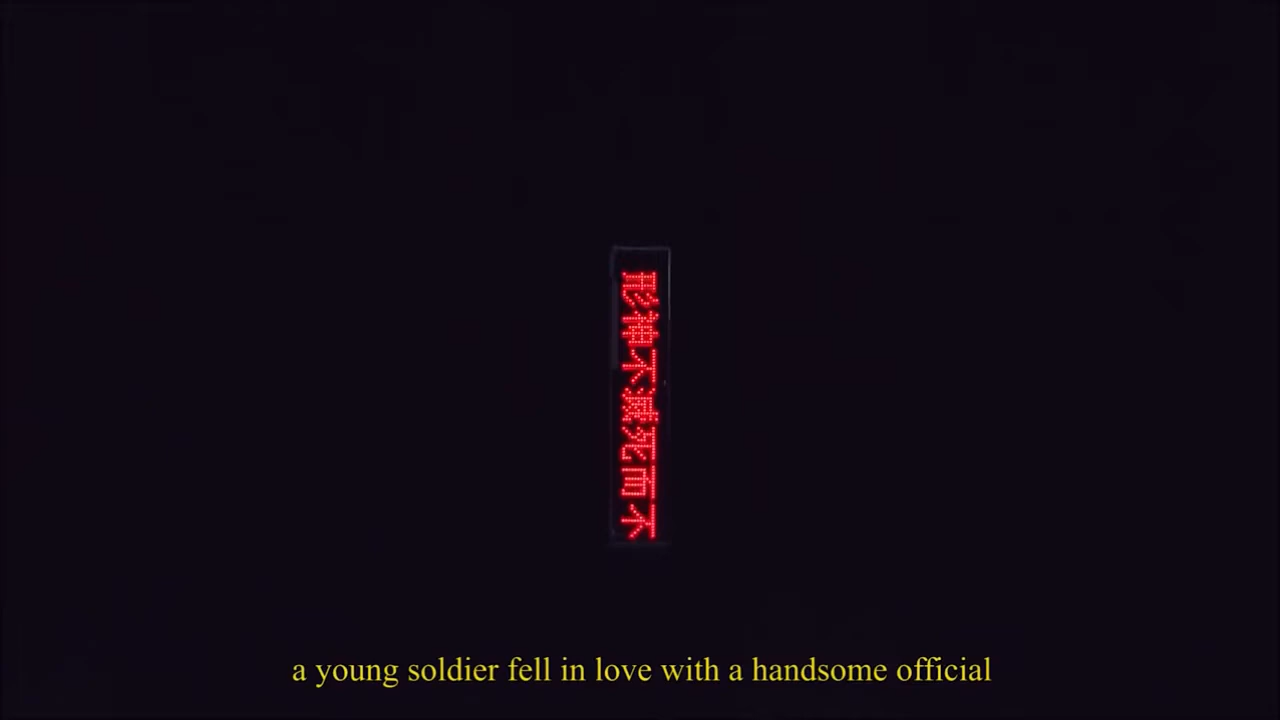 形神不滅死而不
a young soldier fell in love with a handsome official